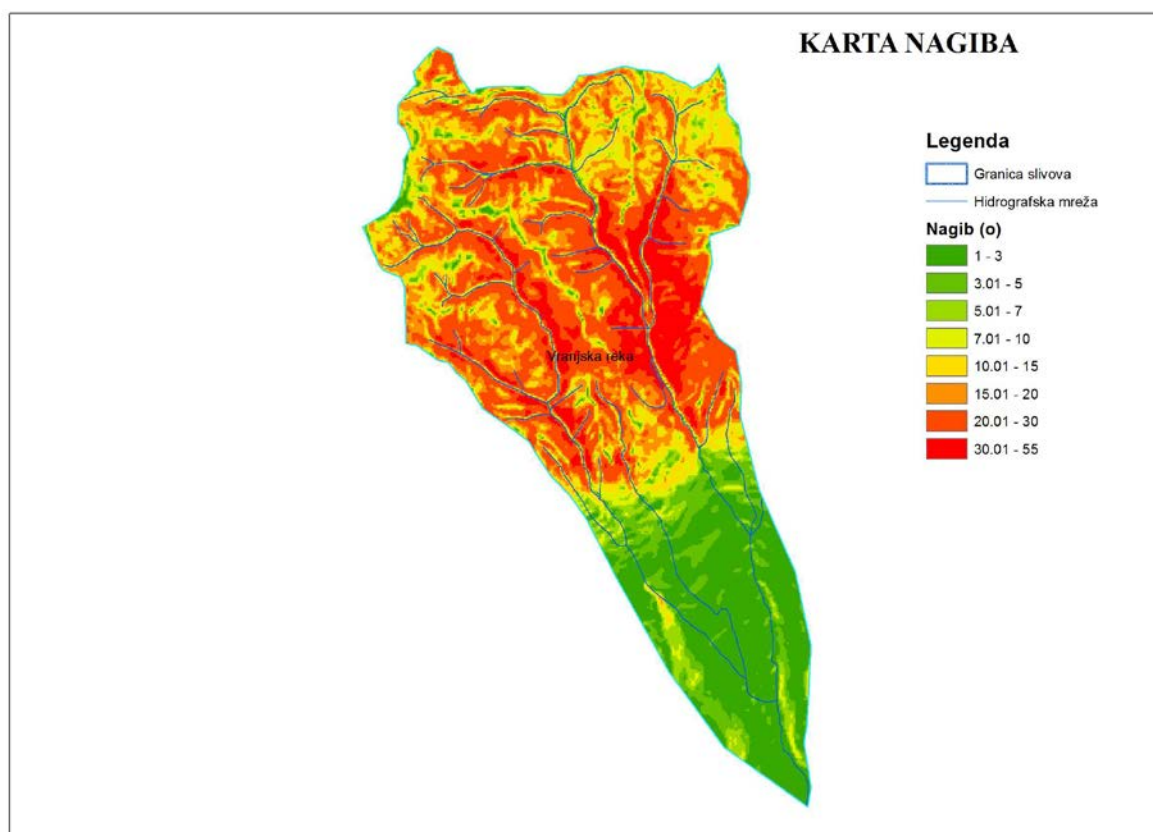 KARTA NAGIBA
Legenda
Granica slivova
Hidrografska mreža
Nagib (o)
1 - 3
3.01 - 5
5.01 - 7
7.01 - 10
10.01 - 15
15.01 - 20
20.01 - 30
30.01 - 55
Vranjska reka